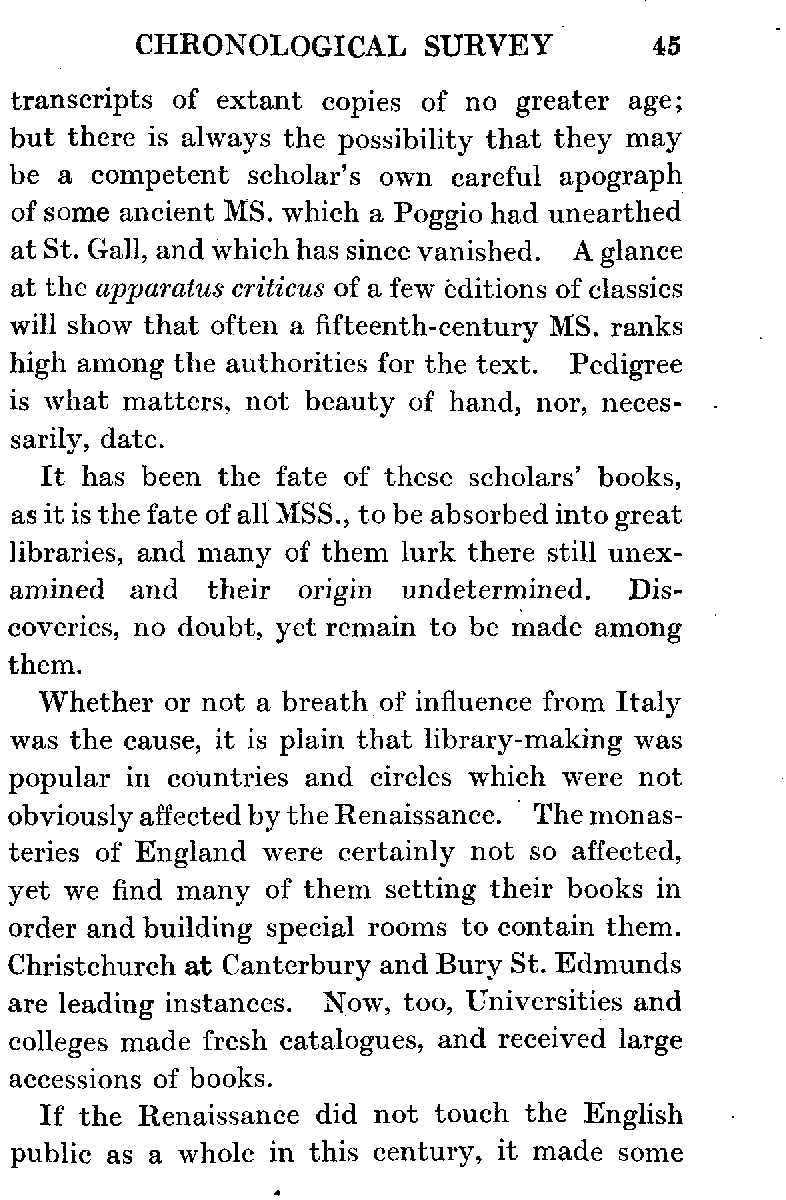 CHRONOLOGICAL SURVEY 45
transcripts of extant copies of no greater age;
but there is always the possibility that they may
be a competent scholar's own careful apograph
of some ancient MS. which a Poggio had unearthed
at St. Gall, and which has since vanished. A glance
at the apparatus criticus of a few editions of classics
will show that often a fifteenth-century MS. ranks
high among the authorities for the text. Pedigree
is what matters, not beauty of hand, nor, neces-
sarily, date.
It has been the fate of these scholars' books,
as it is the fate of all MSS., to be absorbed into great
libraries, and many of them lurk there still unex-
amined and their origin undetermined. Dis-
coveries, no doubt, yet remain to be made among
them.
Whether or not a breath of influence from Italy
was the cause, it is plain that library-making was
popular in countries and circles which were not
obviously affected by the Renaissance. The monas-
teries of England were certainly not so affected,
yet we find many of them setting their books in
order and building special rooms to contain them.
Christchurch at Canterbury and Bury St. Edmunds
are leading instances. Now, too, Universities and
colleges made fresh catalogues, and received large
accessions of books.
If the Renaissance did not touch the English
public as a whole in this century, it made some